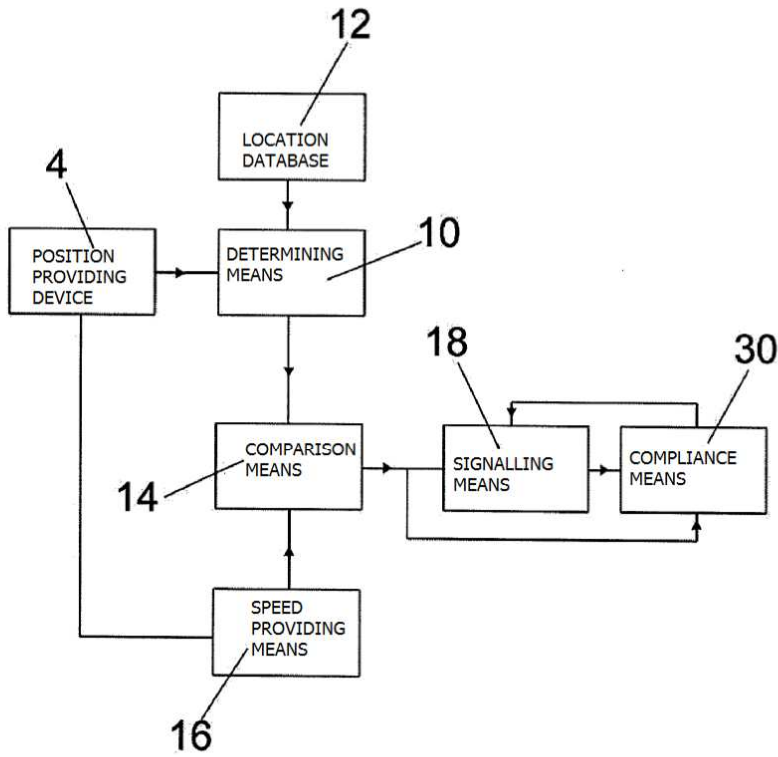 12
LOCATION
DATABASE
4
POSITION
PROVIDING
DEVICE
DETERMINING
MEANS
10
18
30
COMPARISON
MEANS
14
SIGNALLING
MEANS
COMPLIANCE
MEANS
SPEED
PROVIDING
MEANS
16